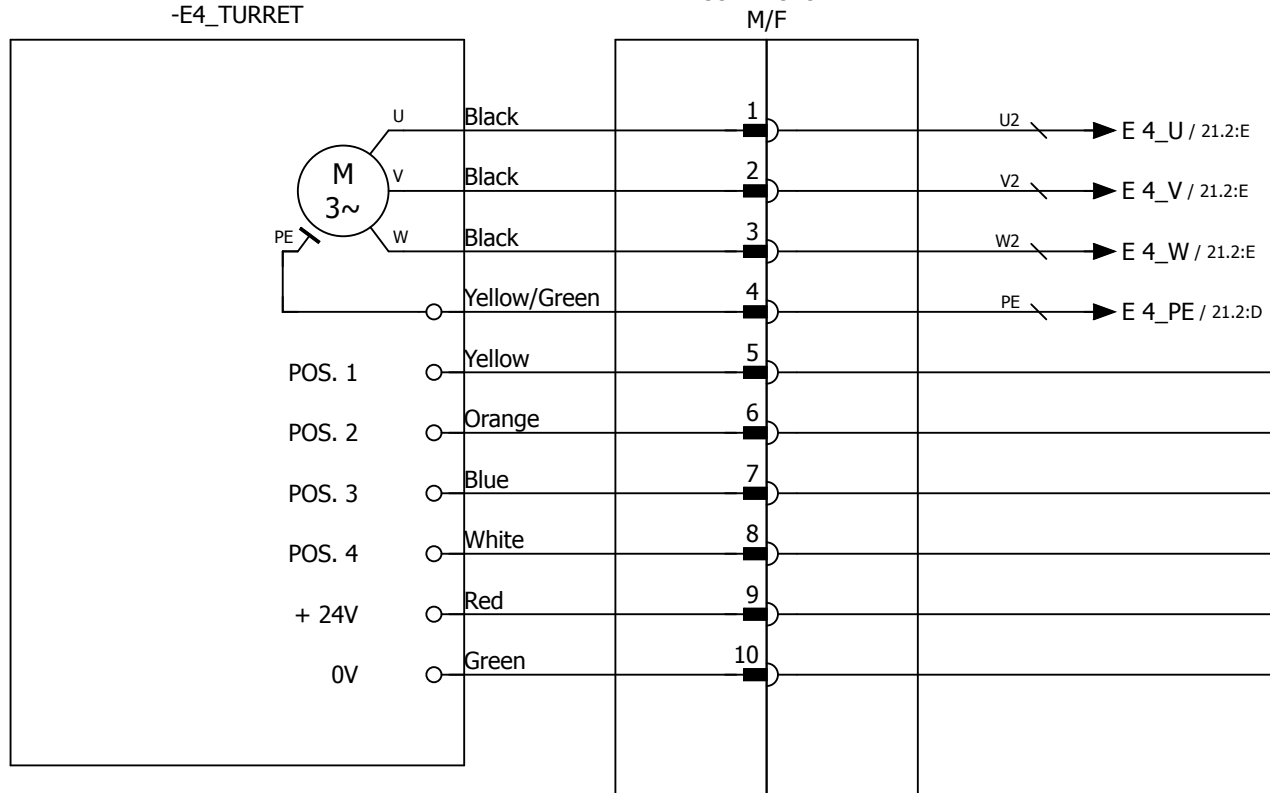 -E4_TURRET
M/F
U Black 1 U2 E 4_U / 21.2:E
M
3~
V Black 2 V2 E 4_V / 21.2:E
PE W Black 3 W2 E 4_W / 21.2:E
Yellow/Green 4 PE E 4_PE / 21.2:D
POS. 1 Yellow 5
POS. 2 Orange 6
POS. 3 Blue 7
POS. 4 White 8
+ 24V Red 9
0V Green 10